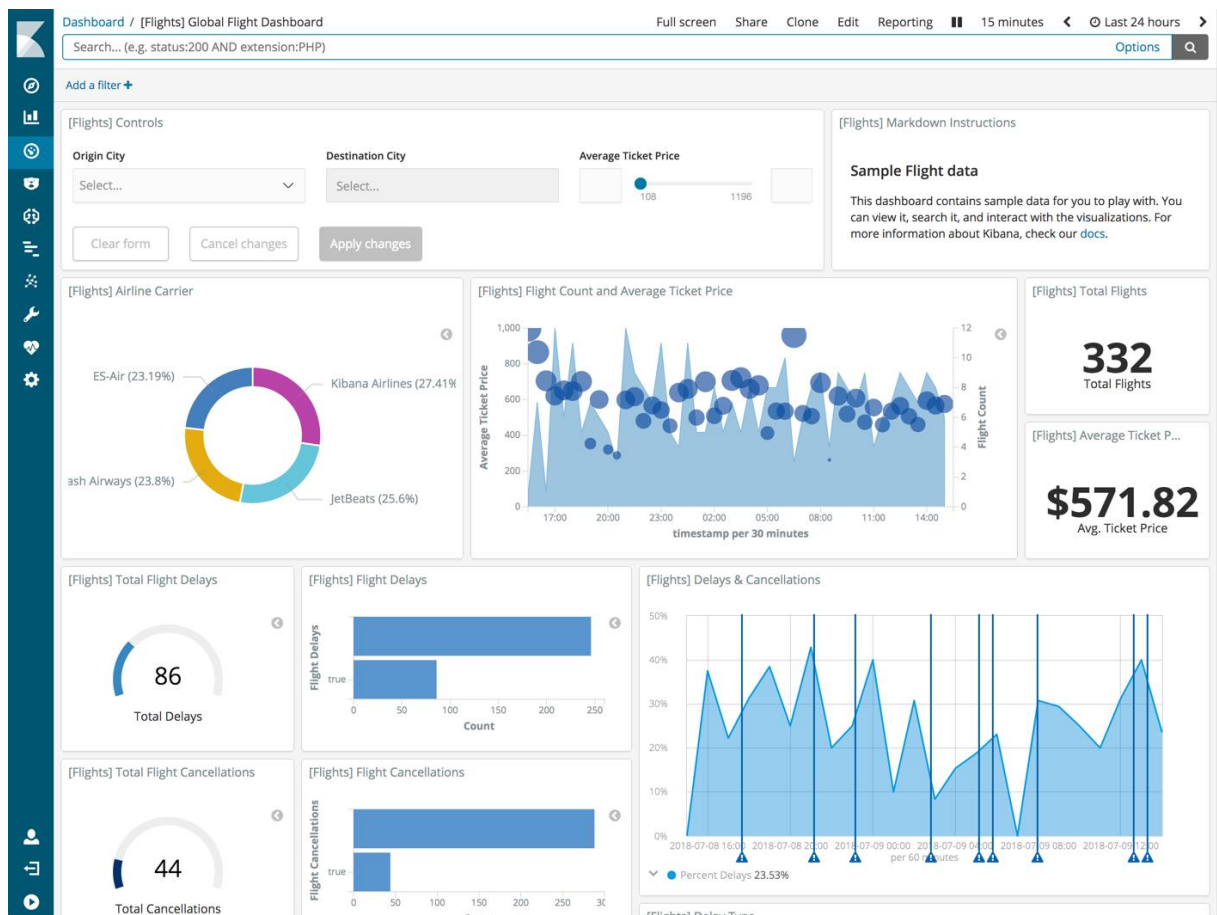 Dashboard / [Flights] Global Flight Dashboard
Full screen Share Clone Edit Reporting 15 minutes Last 24 hours
Search... (e.g. status:200 AND extension:PHP)
Options
Add a filter +
[Flights] Controls
Origin City
Destination City
Average Ticket Price
Select...
Select...
108 1196
Clear form
Cancel changes
Apply changes
[Flights] Markdown Instructions
Sample Flight data
This dashboard contains sample data for you to play with. You
can view it, search it, and interact with the visualizations. For
more information about Kibana, check our docs.
[Flights] Airline Carrier
ES-Air (23.19%)
Kibana Airlines (27.41%
ash Airways (23.8%)
JetBeats (25.6%)
[Flights] Flight Count and Average Ticket Price
Average Ticket Price
1,000
800
600
400
200
0
12
10
8
6
4
2
0
Flight Count
17:00 20:00 23:00 02:00 05:00 08:00 11:00 14:00
timestamp per 30 minutes
[Flights] Total Flights
332
Total Flights
[Flights] Average Ticket P...
$571.82
Avg. Ticket Price
[Flights] Total Flight Delays
86
Total Delays
[Flights] Flight Delays
Flight Delays
true
0 50 100 150 200 250
Count
[Flights] Delays & Cancellations
50%
40%
30%
20%
10%
0%
2018-07-08 16:00 2018-07-08 20:00 2018-07-09 00:00 2018-07-09 04:00 2018-07-09 08:00 2018-07-09 12:00
per 60 minutes
Percent Delays 23.53%
[Flights] Total Flight Cancellations
44
Total Cancellations
[Flights] Flight Cancellations
Flight Cancellations
true
0 50 100 150 200 250 30
[Flights] Delay Type